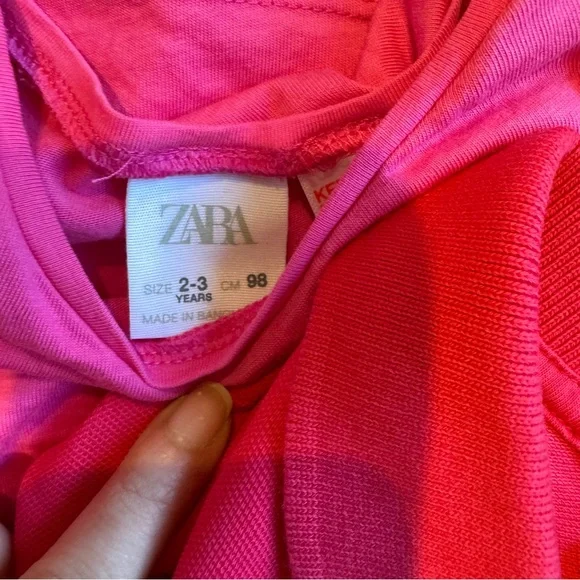 ZARA
SIZE 2-3 CM 98
YEARS
MADE IN